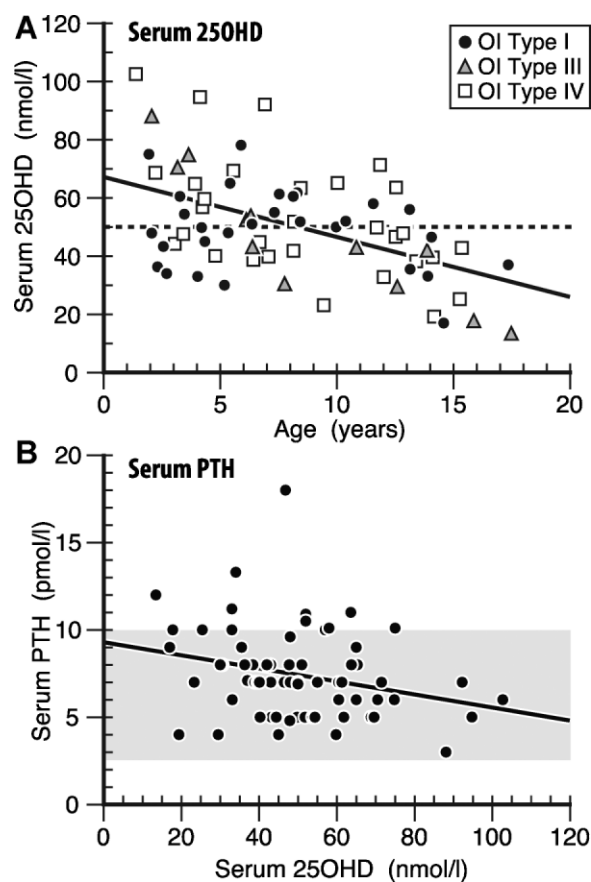 A
Serum 25OHD
OI Type I
OI Type III
OI Type IV
Serum 25OHD (nmol/l)
120
100
80
60
40
20
0
0 5 10 15 20
Age (years)
B
Serum PTH
Serum PTH (pmol/l)
20
15
10
5
0
0 20 40 60 80 100 120
Serum 25OHD (nmol/l)